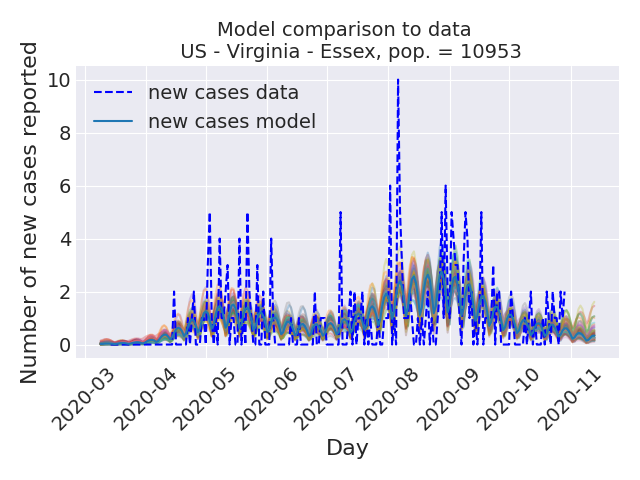 Model comparison to data
US - Virginia - Essex, pop. = 10953
Number of new cases reported
10
8
6
4
2
0
new cases data
new cases model
2020-03
2020-04
2020-05
2020-06
2020-07
2020-08
2020-09
2020-10
2020-11
Day